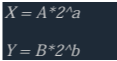 X = A*2^a
Y = B*2^b